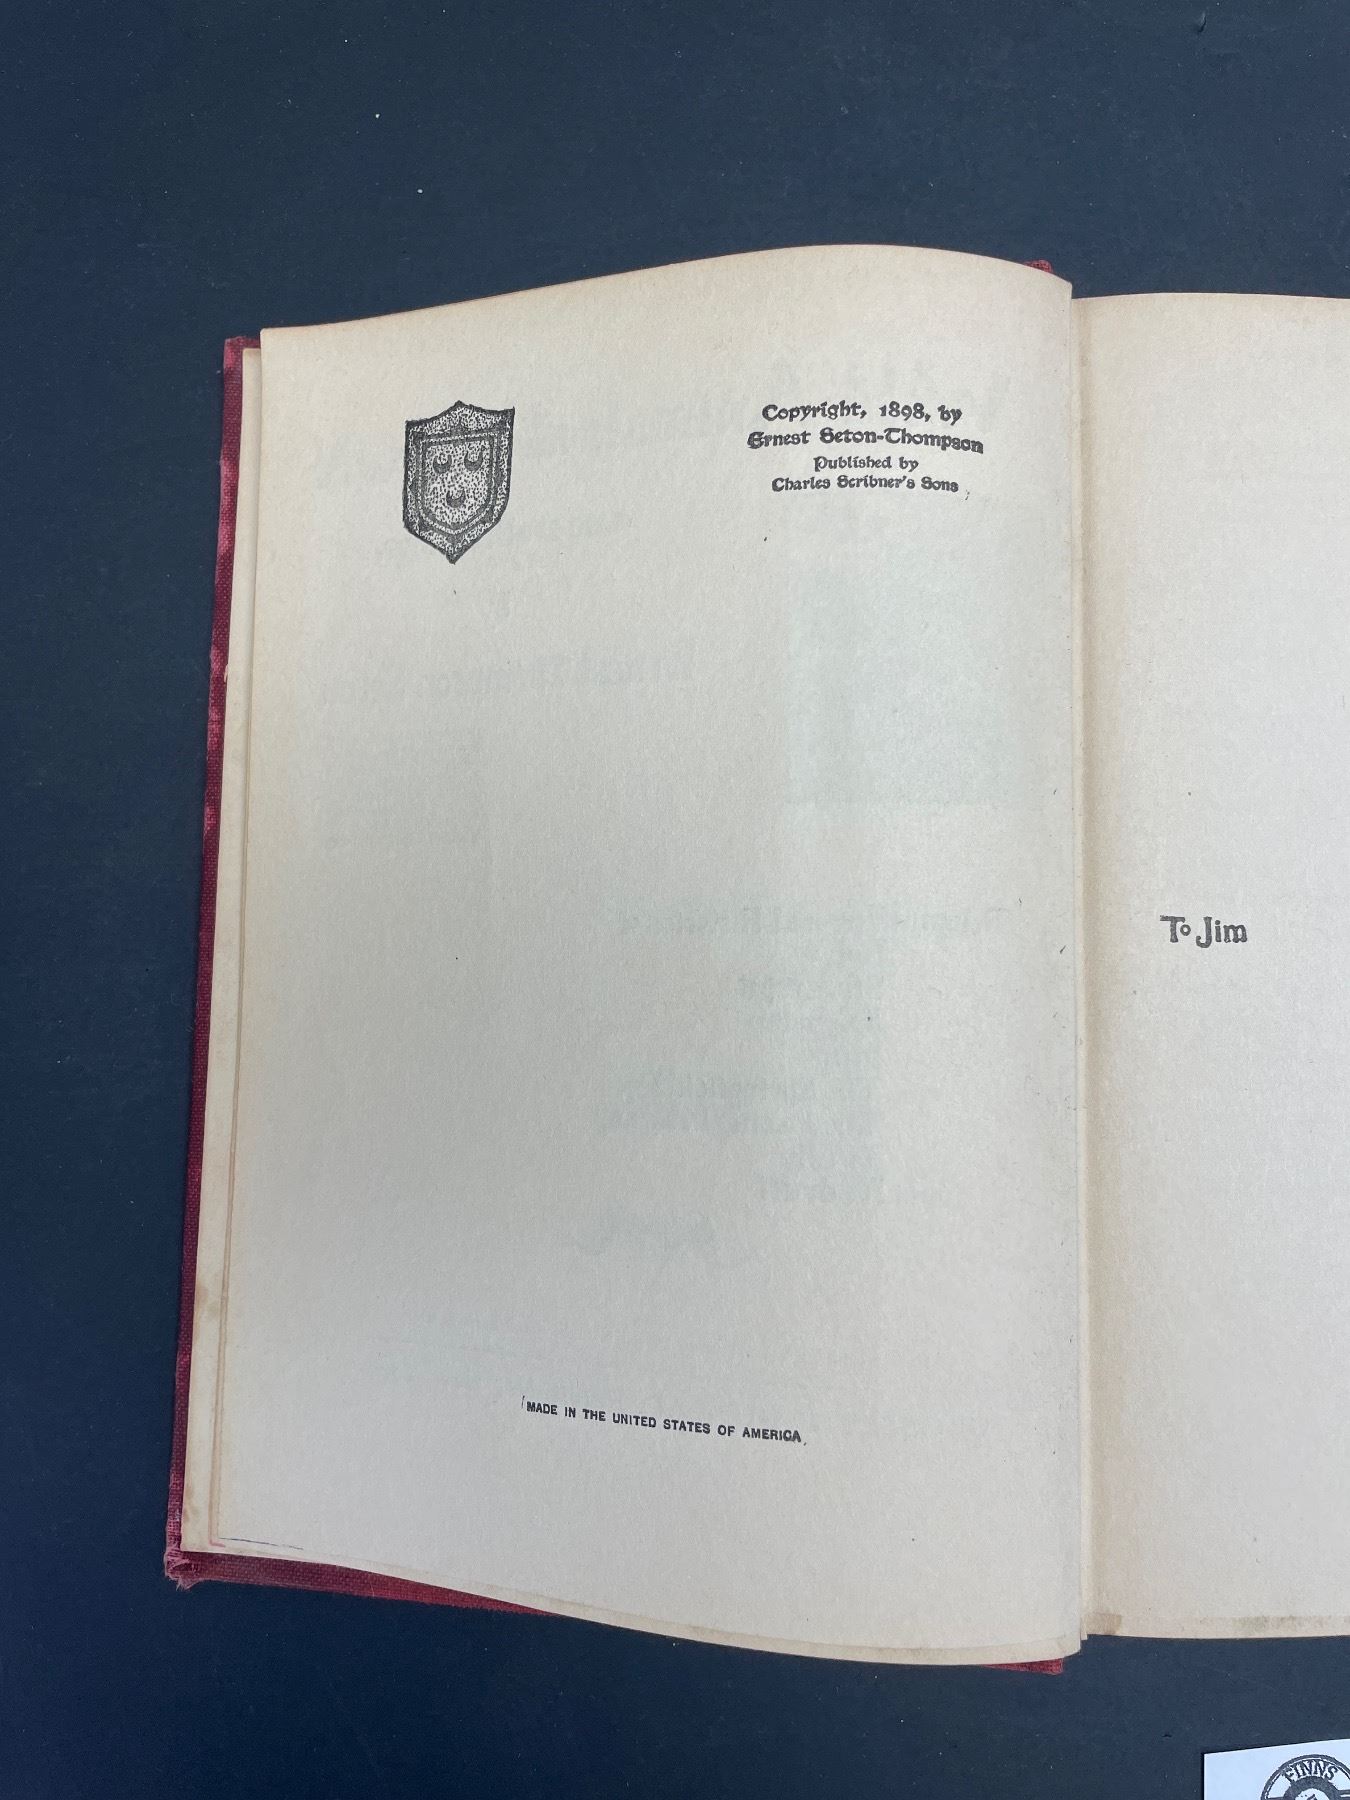 Copyright, 1898, by
Ernest Seton-Thompson
Published by
Charles Scribner's Sons
To Jim
MADE IN THE UNITED STATES OF AMERICA
FINNS